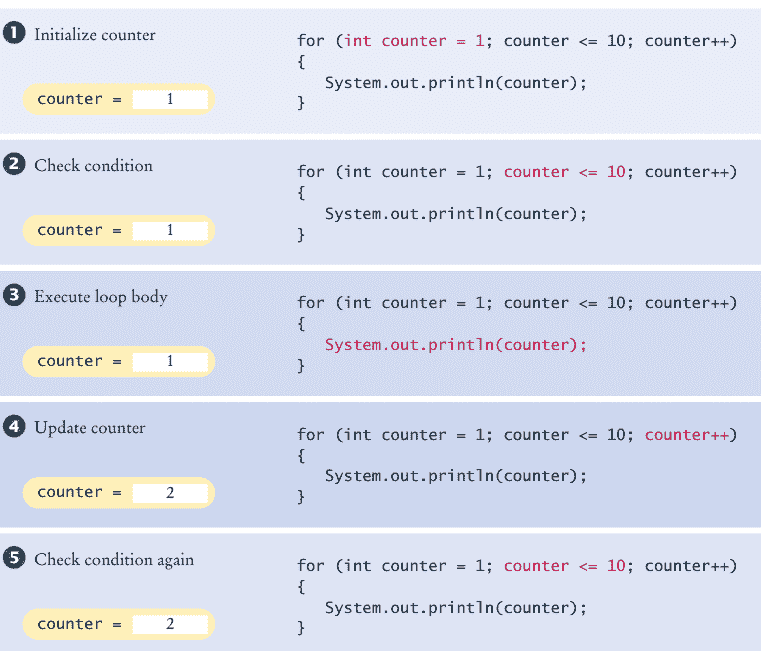 1 Initialize counter
for (int counter = 1; counter <= 10; counter++)
{
System.out.println(counter);
}
counter = 1
2 Check condition
for (int counter = 1; counter <= 10; counter++)
{
System.out.println(counter);
}
counter = 1
3 Execute loop body
for (int counter = 1; counter <= 10; counter++)
{
System.out.println(counter);
}
counter = 1
4 Update counter
for (int counter = 1; counter <= 10; counter++)
{
System.out.println(counter);
}
counter = 2
5 Check condition again
for (int counter = 1; counter <= 10; counter++)
{
System.out.println(counter);
}
counter = 2